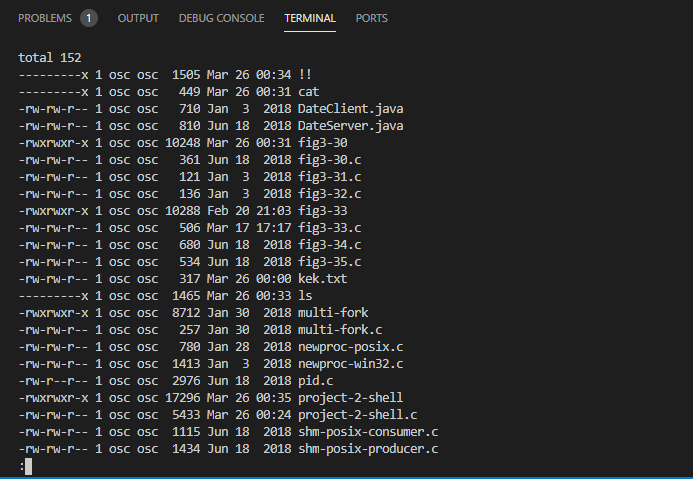 PROBLEMS 1 OUTPUT DEBUG CONSOLE TERMINAL PORTS
total 152
---------x 1 osc osc  1505 Mar 26 00:34 !!
---------x 1 osc osc   449 Mar 26 00:31 cat
-rw-rw-r-- 1 osc osc   710 Jan  3  2018 DateClient.java
-rw-rw-r-- 1 osc osc   810 Jun 18  2018 DateServer.java
-rwxrwxr-x 1 osc osc 10248 Mar 26 00:31 fig3-30
-rw-rw-r-- 1 osc osc   361 Jun 18  2018 fig3-30.c
-rw-rw-r-- 1 osc osc   121 Jan  3  2018 fig3-31.c
-rw-rw-r-- 1 osc osc   136 Jan  3  2018 fig3-32.c
-rwxrwxr-x 1 osc osc 10288 Feb 20 21:03 fig3-33
-rw-rw-r-- 1 osc osc   506 Mar 17 17:17 fig3-33.c
-rw-rw-r-- 1 osc osc   680 Jun 18  2018 fig3-34.c
-rw-rw-r-- 1 osc osc   534 Jun 18  2018 fig3-35.c
-rw-rw-r-- 1 osc osc   317 Mar 26 00:00 kek.txt
---------x 1 osc osc  1465 Mar 26 00:33 ls
-rwxrwxr-x 1 osc osc  8712 Jan 30  2018 multi-fork
-rw-rw-r-- 1 osc osc   257 Jan 30  2018 multi-fork.c
-rw-rw-r-- 1 osc osc   780 Jan 28  2018 newproc-posix.c
-rw-rw-r-- 1 osc osc  1413 Jan  3  2018 newproc-win32.c
-rw-r--r-- 1 osc osc  2976 Jun 18  2018 pid.c
-rwxrwxr-x 1 osc osc 17296 Mar 26 00:35 project-2-shell
-rw-rw-r-- 1 osc osc  5433 Mar 26 00:24 project-2-shell.c
-rw-rw-r-- 1 osc osc  1115 Jun 18  2018 shm-posix-consumer.c
-rw-rw-r-- 1 osc osc  1434 Jun 18  2018 shm-posix-producer.c
: